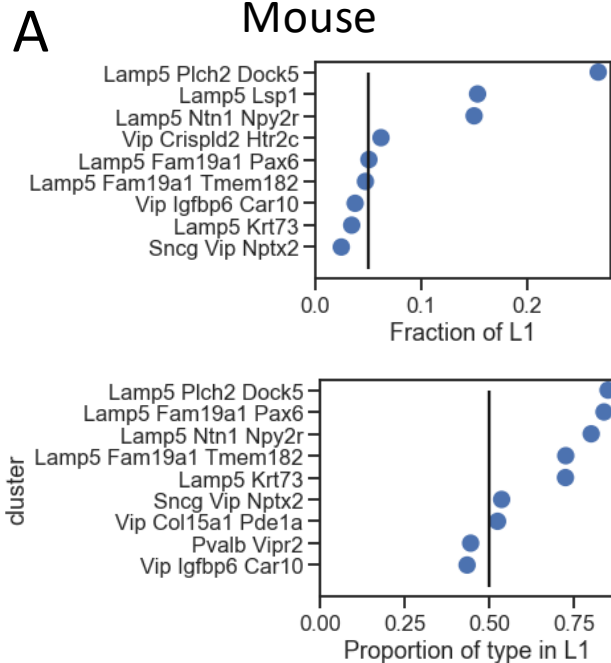 A
Mouse
Lamp5 Plch2 Dock5
Lamp5 Lsp1
Lamp5 Ntn1 Npy2r
Vip Crispld2 Htr2c
Lamp5 Fam19a1 Pax6
Lamp5 Fam19a1 Tmem182
Vip Igfbp6 Car10
Lamp5 Krt73
Sncg Vip Nptx2
0.0 0.1 0.2
Fraction of L1
cluster
Lamp5 Plch2 Dock5
Lamp5 Fam19a1 Pax6
Lamp5 Ntn1 Npy2r
Lamp5 Fam19a1 Tmem182
Lamp5 Krt73
Sncg Vip Nptx2
Vip Col15a1 Pde1a
Pvalb Vipr2
Vip Igfbp6 Car10
0.00 0.25 0.50 0.75
Proportion of type in L1